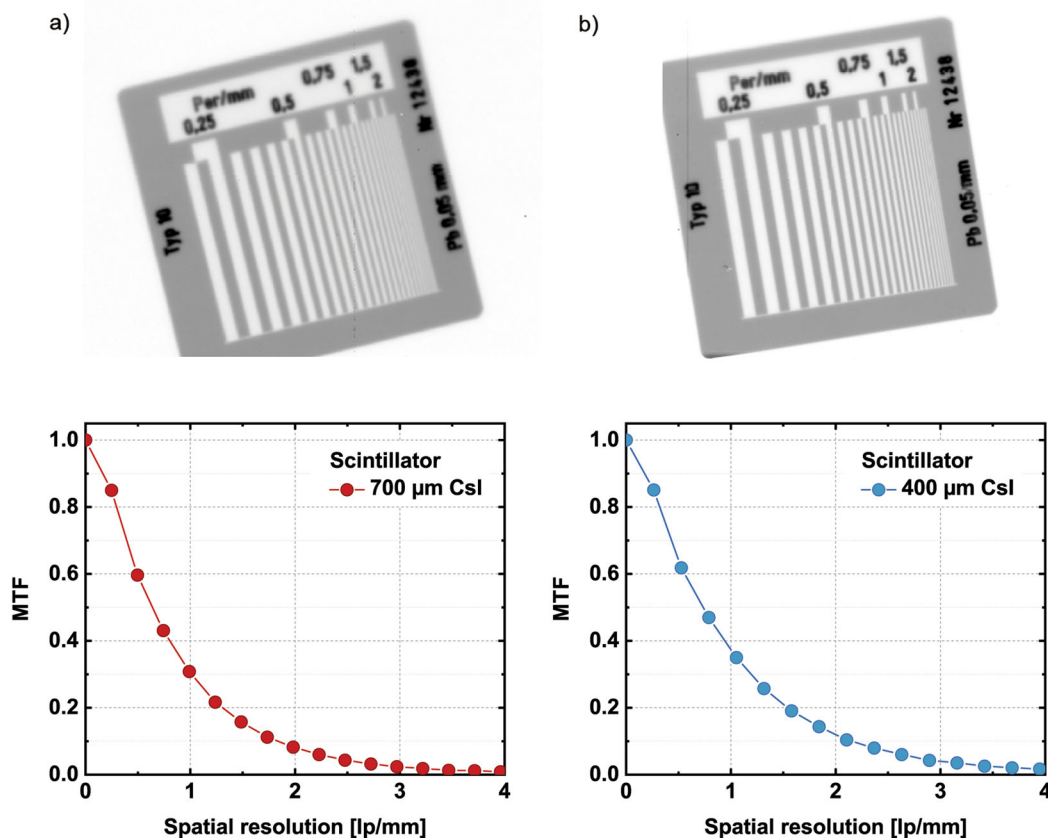 a)
Per/mm
0,25
0,5
0,75
1
1,5
2
Typ 10
Nr 12438
Pb 0,05 mm
b)
Per/mm
0,25
0,5
0,75
1
1,5
2
Typ 10
Nr 12438
Pb 0,05 mm
1.0
0.8
0.6
0.4
0.2
0.0
MTF
Scintillator
700 µm CsI
0 1 2 3 4
Spatial resolution [lp/mm]
1.0
0.8
0.6
0.4
0.2
0.0
MTF
Scintillator
400 µm CsI
0 1 2 3 4
Spatial resolution [lp/mm]